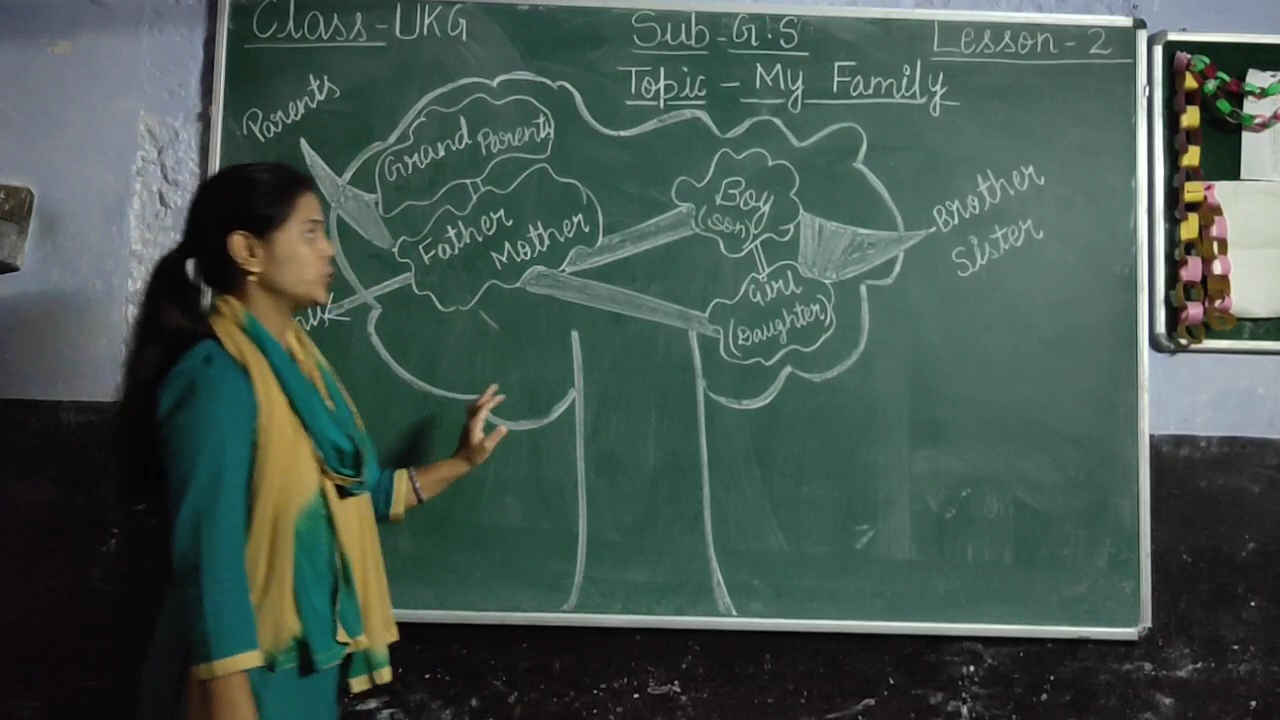 Class-UKG
Sub-G.S
Lesson-2
Topic - My Family
Parents
Grand Parents
Father
Mother
Boy
(son)
Girl
(Daughter)
Brother
Sister